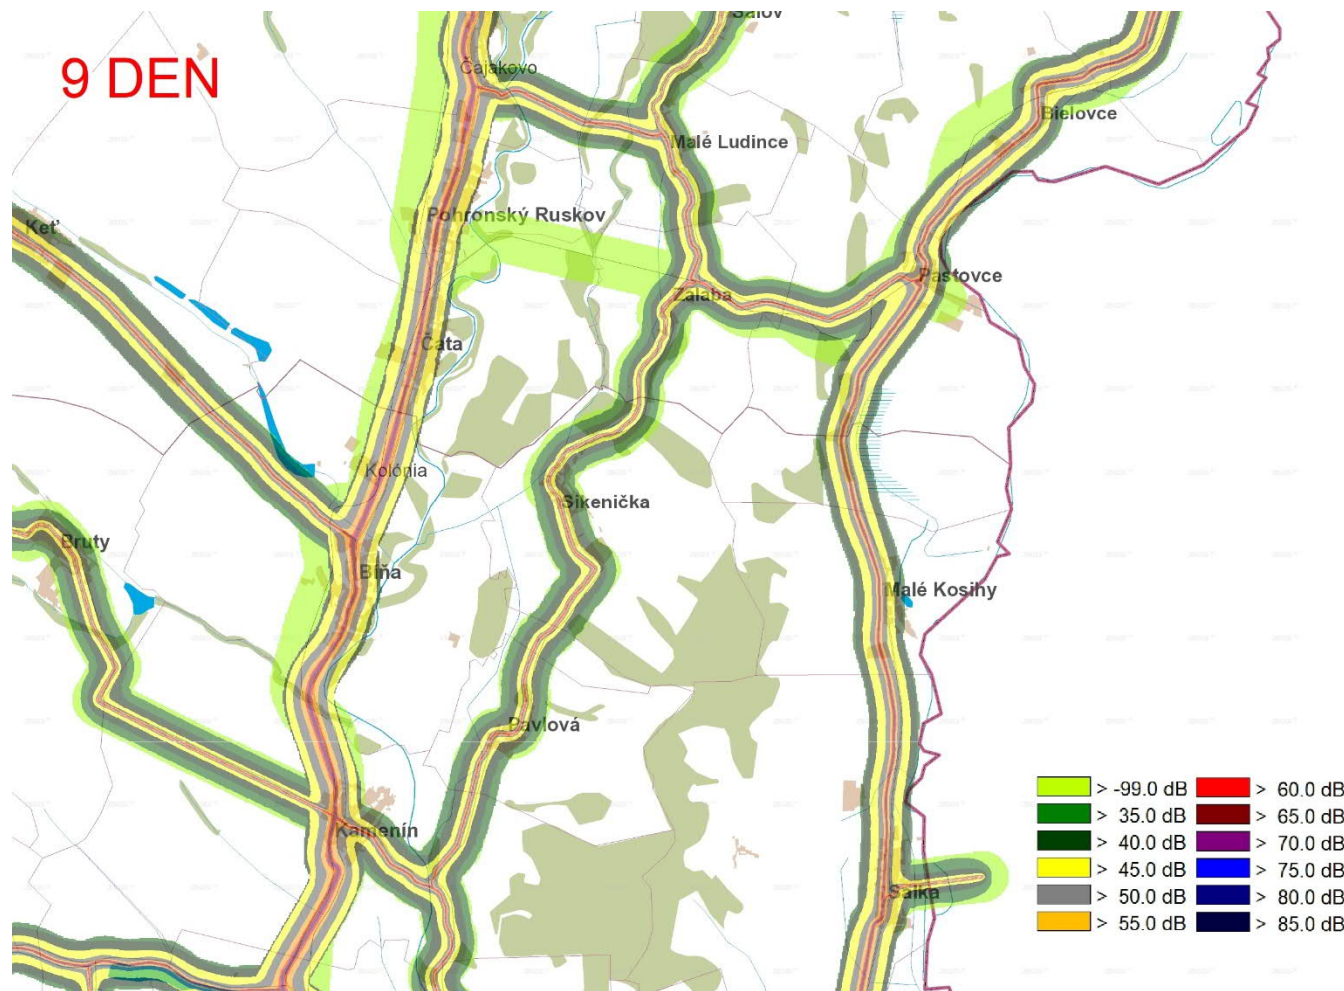 Salov
9 DEN
Čajakovo
Bielovce
Malé Ludince
Pohronský Ruskov
Keť
Pastovce
Zalaba
Čata
Kolónia
Sikenička
Bruty
Bíňa
Malé Kosihy
Pavlová
Kamenín
Salka
> -99.0 dB
> 35.0 dB
> 40.0 dB
> 45.0 dB
> 50.0 dB
> 55.0 dB
> 60.0 dB
> 65.0 dB
> 70.0 dB
> 75.0 dB
> 80.0 dB
> 85.0 dB